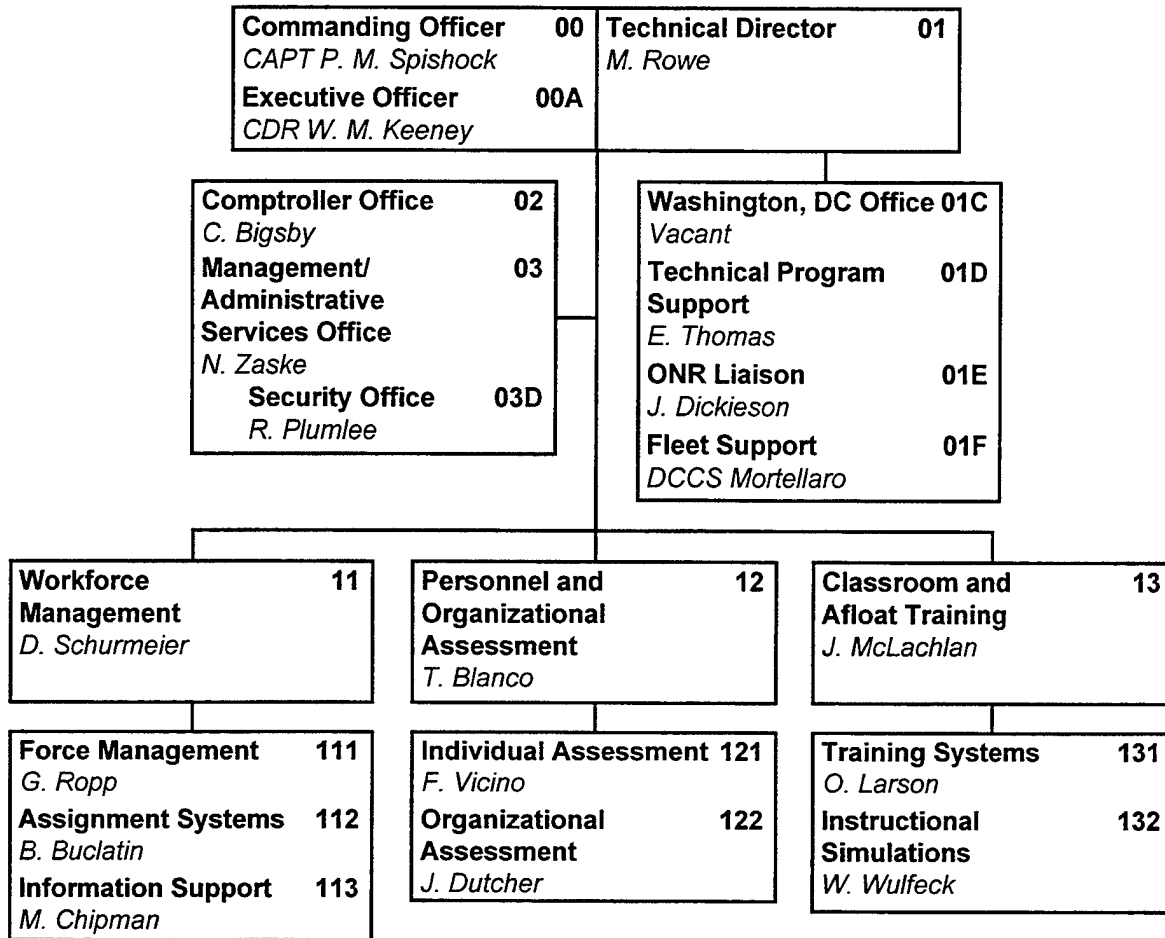 Commanding Officer 00
CAPT P. M. Spishock
Executive Officer 00A
CDR W. M. Keeney
Technical Director 01
M. Rowe
Comptroller Office 02
C. Bigsby
Management/ 03
Administrative
Services Office
N. Zaske
Security Office 03D
R. Plumlee
Washington, DC Office 01C
Vacant
Technical Program 01D
Support
E. Thomas
ONR Liaison 01E
J. Dickieson
Fleet Support 01F
DCCS Mortellaro
Workforce 11
Management
D. Schurmeier
Personnel and 12
Organizational
Assessment
T. Blanco
Classroom and 13
Afloat Training
J. McLachlan
Force Management 111
G. Ropp
Assignment Systems 112
B. Buclatin
Information Support 113
M. Chipman
Individual Assessment 121
F. Vicino
Organizational 122
Assessment
J. Dutcher
Training Systems 131
O. Larson
Instructional 132
Simulations
W. Wulfeck